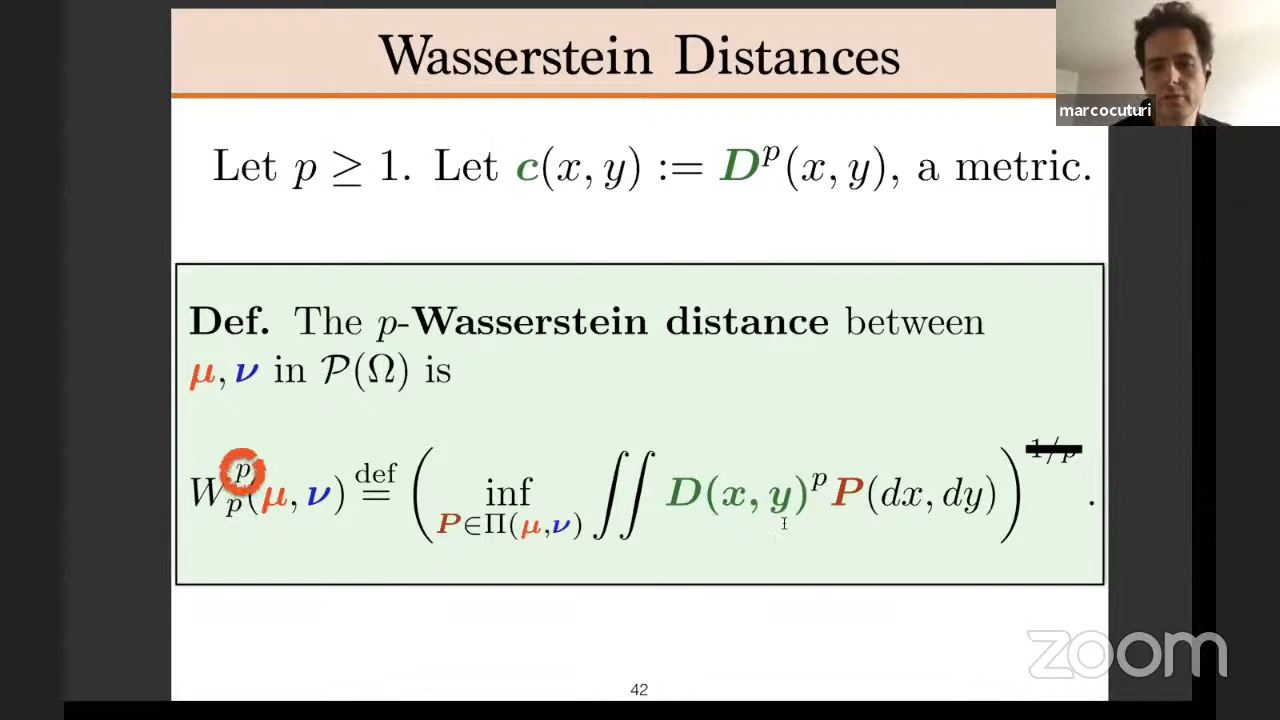 Wasserstein Distances
marcocuturi
Let p ≥ 1. Let c(x, y) := D^p(x, y), a metric.
Def. The p-Wasserstein distance between
μ, ν in 𝒫(Ω) is
W_p^p(μ, ν) def= ( inf_{P∈Π(μ,ν)} ∬ D(x, y)^p P(dx, dy) )^{1/p} .
zoom
42